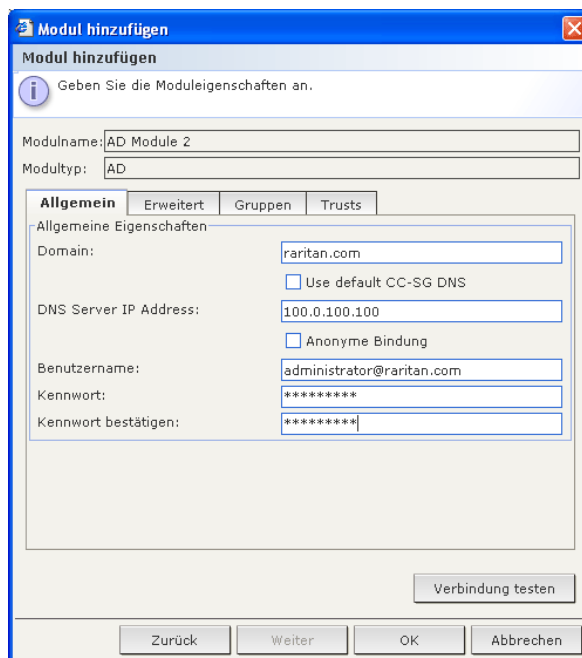 Modul hinzufügen
Modul hinzufügen
Geben Sie die Moduleigenschaften an.
Modulname: AD Module 2
Modultyp: AD
Allgemein Erweitert Gruppen Trusts
Allgemeine Eigenschaften
Domain: raritan.com
Use default CC-SG DNS
DNS Server IP Address: 100.0.100.100
Anonyme Bindung
Benutzername: administrator@raritan.com
Kennwort: *********
Kennwort bestätigen: *********
Verbindung testen
Zurück Weiter OK Abbrechen